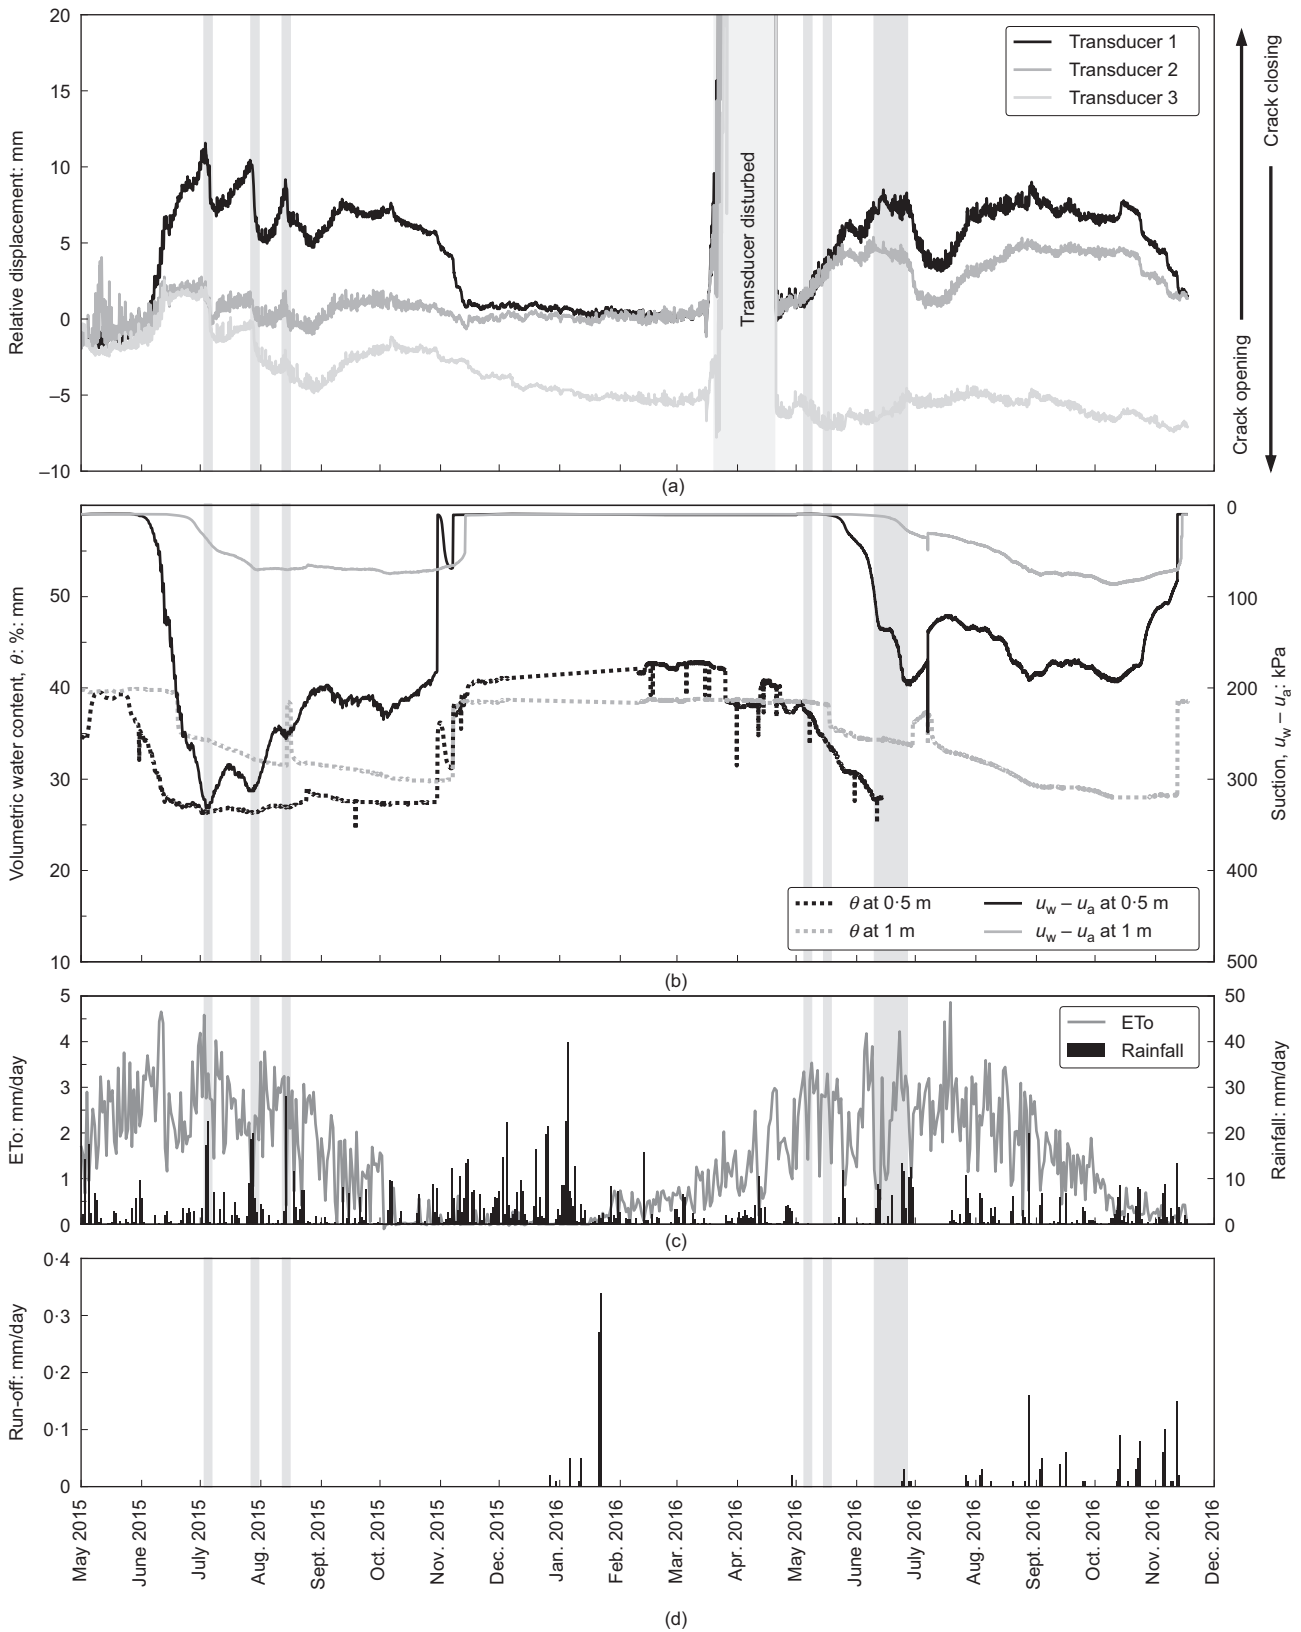 20
15
10
5
0
–5
–10
Relative displacement: mm
Transducer 1
Transducer 2
Transducer 3
Transducer disturbed
Crack closing
Crack opening
(a)
50
40
30
20
10
Volumetric water content, θ: %: mm
0
100
200
300
400
500
Suction, uw – ua: kPa
θ at 0·5 m
uw – ua at 0·5 m
θ at 1 m
uw – ua at 1 m
(b)
5
4
3
2
1
0
ETo: mm/day
50
40
30
20
10
0
Rainfall: mm/day
ETo
Rainfall
(c)
0·4
0·3
0·2
0·1
0
Run-off: mm/day
May 2015
June 2015
July 2015
Aug. 2015
Sept. 2015
Oct. 2015
Nov. 2015
Dec. 2015
Jan. 2016
Feb. 2016
Mar. 2016
Apr. 2016
May 2016
June 2016
July 2016
Aug. 2016
Sept. 2016
Oct. 2016
Nov. 2016
Dec. 2016
(d)